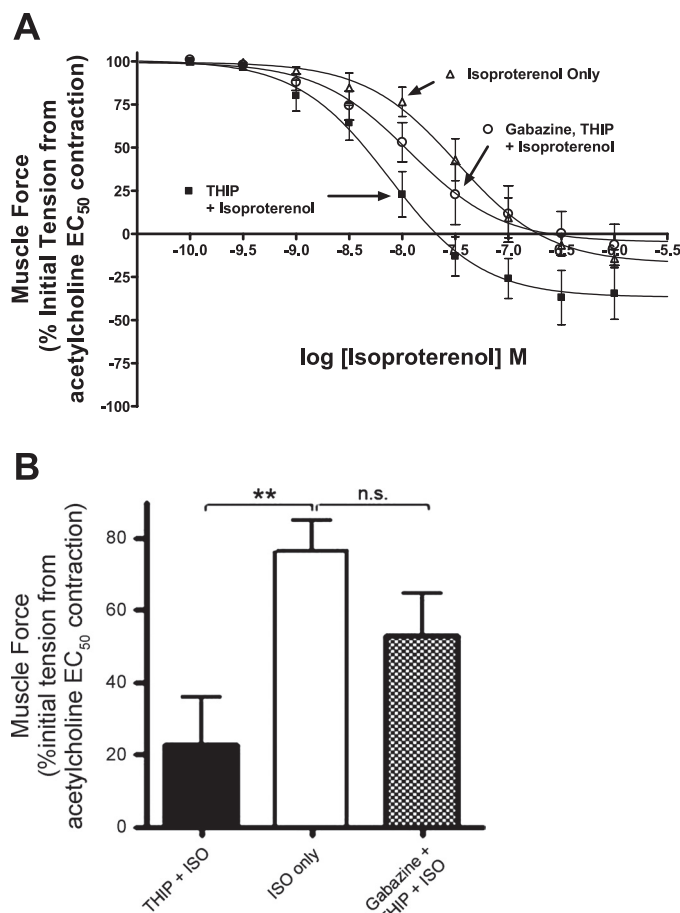 A
Muscle Force
(% Initial Tension from
acetylcholine EC50 contraction)
100
75
50
25
0
-25
-50
-75
-100
Isoproterenol Only
Gabazine, THIP
+ Isoproterenol
THIP
+ Isoproterenol
-10.0 -9.5 -9.0 -8.5 -8.0 -7.5 -7.0 -6.5 -6.0 -5.5
log [Isoproterenol] M
B
Muscle Force
(%initial tension from
acetylcholine EC50 contraction)
80
60
40
20
0
** n.s.
THIP + ISO
ISO only
Gabazine +
THIP + ISO